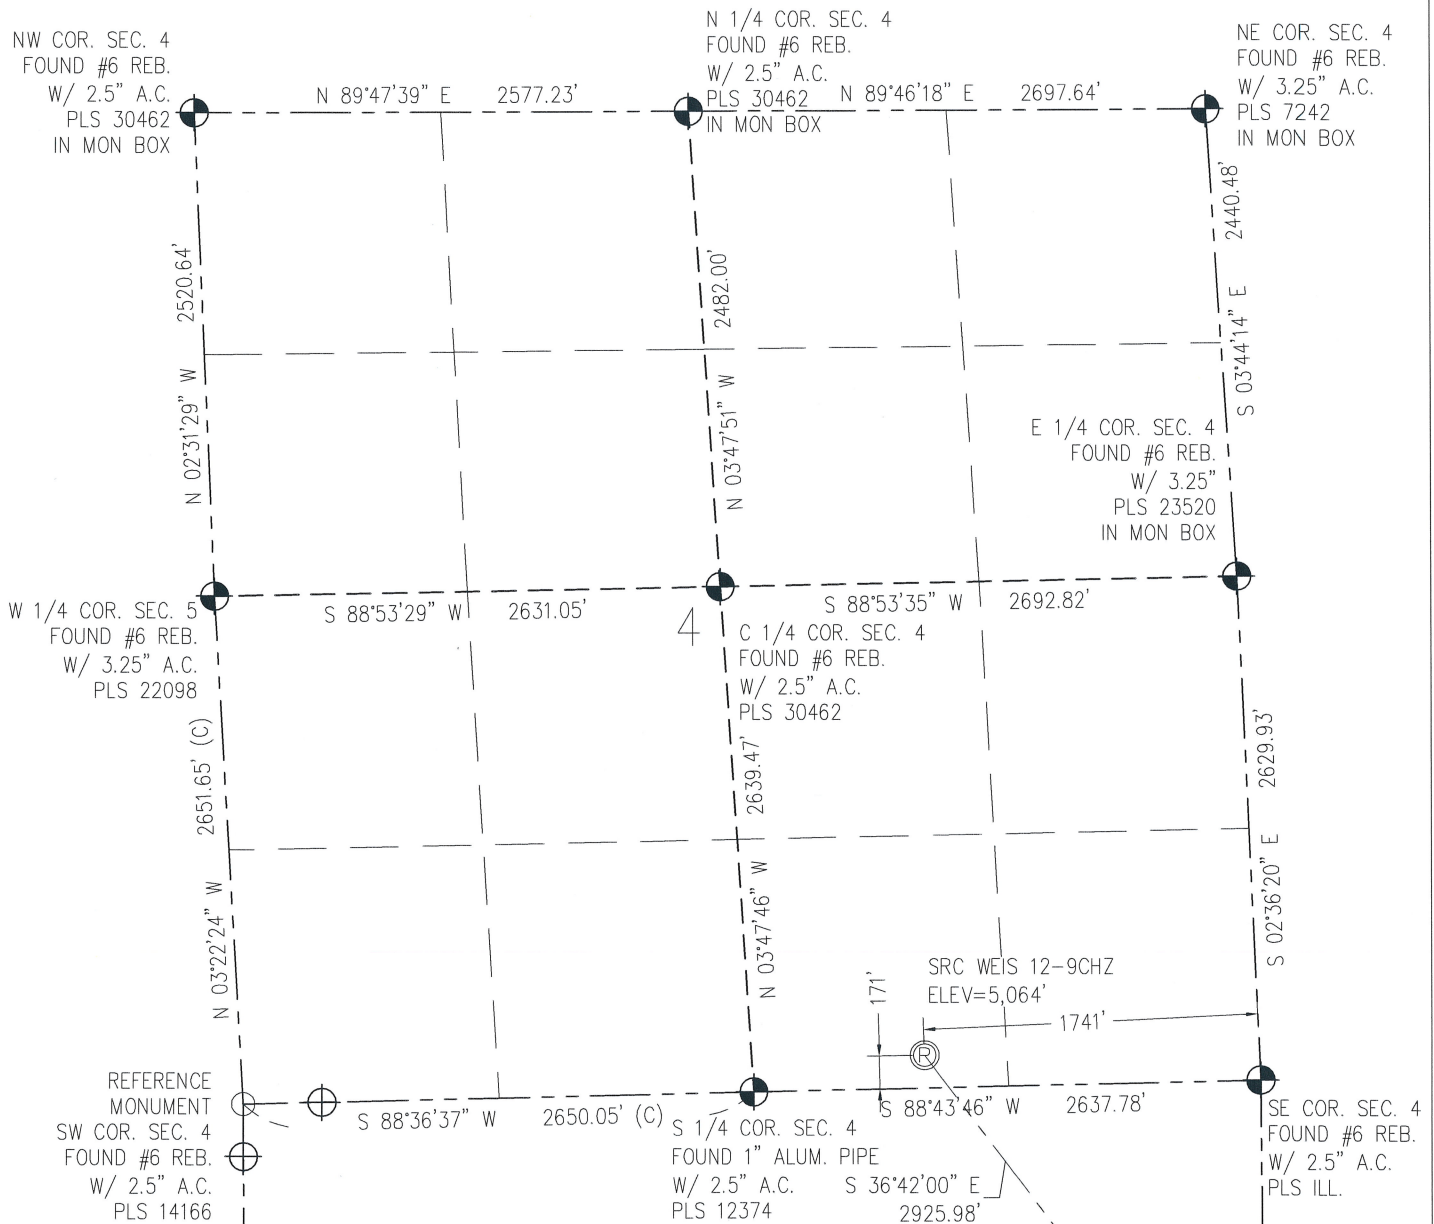 NW COR. SEC. 4
FOUND #6 REB.
W/ 2.5" A.C.
PLS 30462
IN MON BOX
N 89°47'39" E 2577.23'
N 1/4 COR. SEC. 4
FOUND #6 REB.
W/ 2.5" A.C.
PLS 30462
IN MON BOX
N 89°46'18" E 2697.64'
NE COR. SEC. 4
FOUND #6 REB.
W/ 3.25" A.C.
PLS 7242
IN MON BOX
N 02°31'29" W 2520.64'
N 03°47'51" W 2482.00'
S 03°44'14" E 2440.48'
E 1/4 COR. SEC. 4
FOUND #6 REB.
W/ 3.25"
PLS 23520
IN MON BOX
W 1/4 COR. SEC. 5
FOUND #6 REB.
W/ 3.25" A.C.
PLS 22098
S 88°53'29" W 2631.05'
4
S 88°53'35" W 2692.82'
C 1/4 COR. SEC. 4
FOUND #6 REB.
W/ 2.5" A.C.
PLS 30462
N 03°22'24" W 2651.65' (C)
N 03°47'46" W 2639.47'
S 02°36'20" E 2629.93'
SRC WEIS 12-9CHZ
ELEV=5,064'
171'
1741'
R
REFERENCE
MONUMENT
SW COR. SEC. 4
FOUND #6 REB.
W/ 2.5" A.C.
PLS 14166
S 88°36'37" W 2650.05' (C)
S 1/4 COR. SEC. 4
FOUND 1" ALUM. PIPE
W/ 2.5" A.C.
PLS 12374
S 88°43'46" W 2637.78'
S 36°42'00" E
2925.98'
SE COR. SEC. 4
FOUND #6 REB.
W/ 2.5" A.C.
PLS ILL.